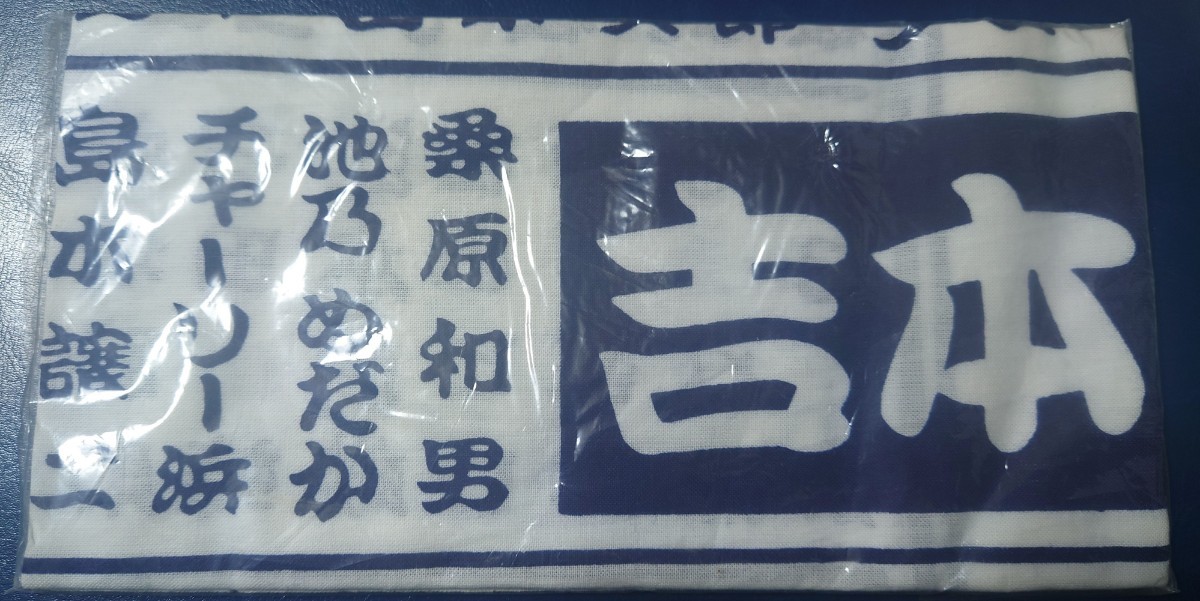 吉本
桑原和男
池乃めだか
チャーリー浜
島木譲二